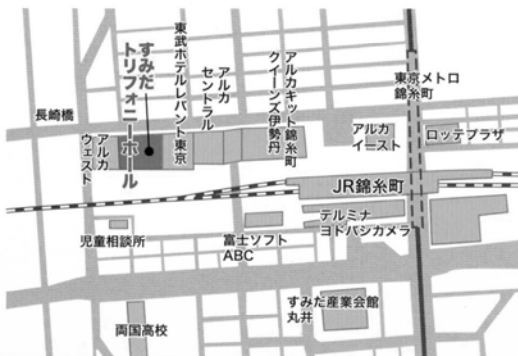 すみだ
トリフォニーホール
東武ホテルレバント東京
アルカ
セントラル
アルカキット錦糸町
クイーンズ伊勢丹
東京メトロ
錦糸町
長崎橋
アルカ
ウェスト
アルカ
イースト
ロッテプラザ
JR錦糸町
テルミナ
ヨドバシカメラ
児童相談所
富士ソフト
ABC
すみだ産業会館
丸井
両国高校